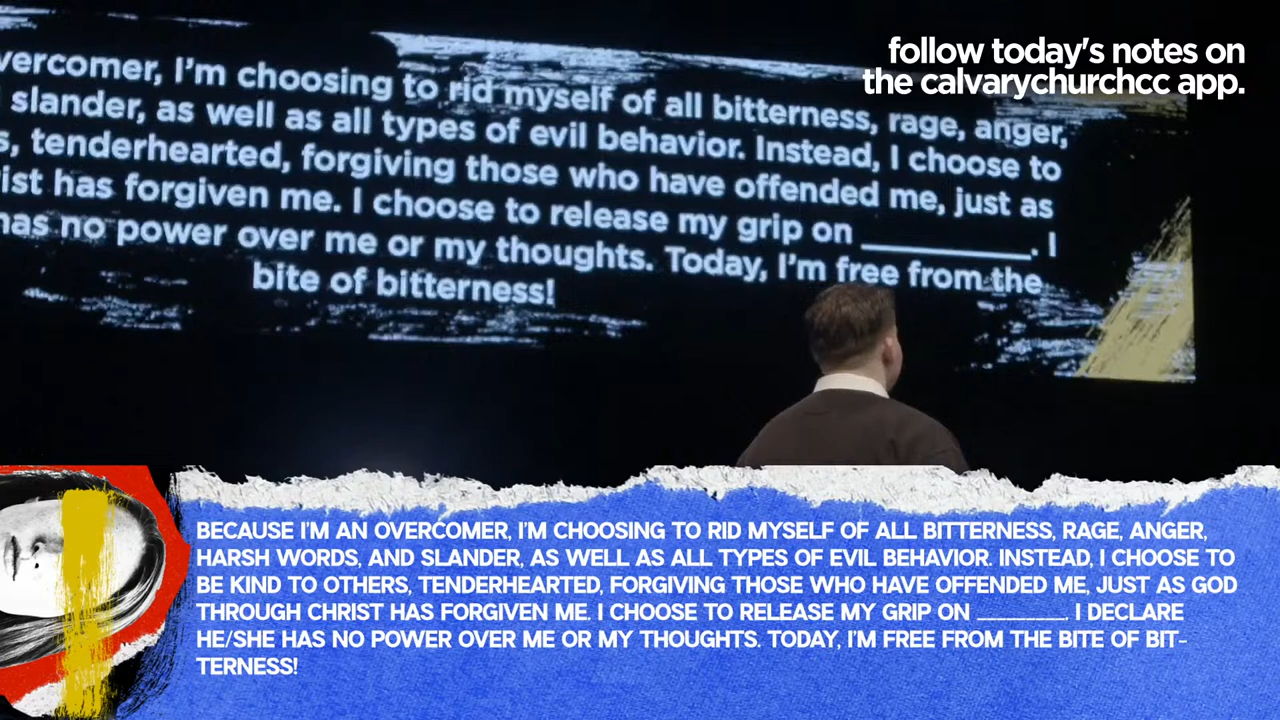 follow today's notes on
the calvarychurchcc app.
vercomer, I'm choosing to rid myself of all bitterness, rage, anger,
slander, as well as all types of evil behavior. Instead, I choose to
s, tenderhearted, forgiving those who have offended me, just as
ist has forgiven me. I choose to release my grip on __________. I
has no power over me or my thoughts. Today, I'm free from the
bite of bitterness!
BECAUSE I'M AN OVERCOMER, I'M CHOOSING TO RID MYSELF OF ALL BITTERNESS, RAGE, ANGER,
HARSH WORDS, AND SLANDER, AS WELL AS ALL TYPES OF EVIL BEHAVIOR. INSTEAD, I CHOOSE TO
BE KIND TO OTHERS, TENDERHEARTED, FORGIVING THOSE WHO HAVE OFFENDED ME, JUST AS GOD
THROUGH CHRIST HAS FORGIVEN ME. I CHOOSE TO RELEASE MY GRIP ON ________. I DECLARE
HE/SHE HAS NO POWER OVER ME OR MY THOUGHTS. TODAY, I'M FREE FROM THE BITE OF BIT-
TERNESS!